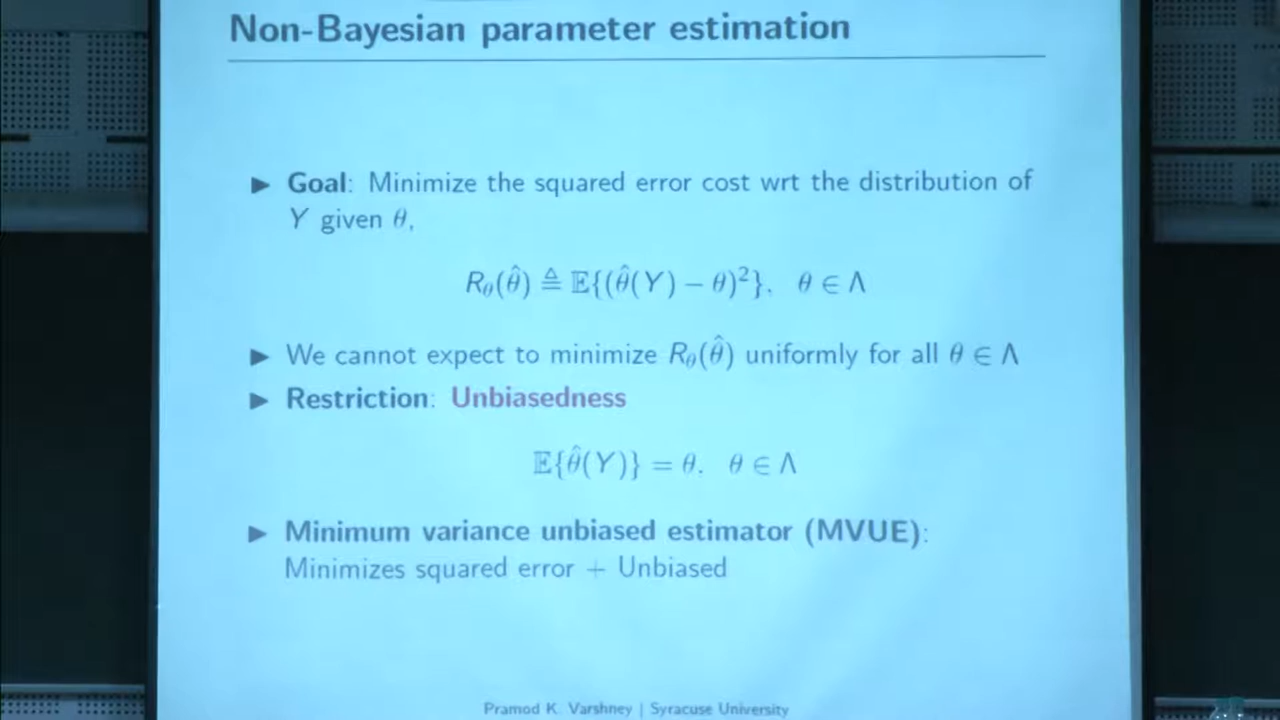 Non-Bayesian parameter estimation
▶ Goal: Minimize the squared error cost wrt the distribution of
Y given θ,
R_θ(θ̂) ≜ 𝔼{(θ̂(Y) − θ)²}, θ ∈ Λ
▶ We cannot expect to minimize R_θ(θ̂) uniformly for all θ ∈ Λ
▶ Restriction: Unbiasedness
𝔼{θ̂(Y)} = θ. θ ∈ Λ
▶ Minimum variance unbiased estimator (MVUE):
Minimizes squared error + Unbiased
Pramod K. Varshney | Syracuse University